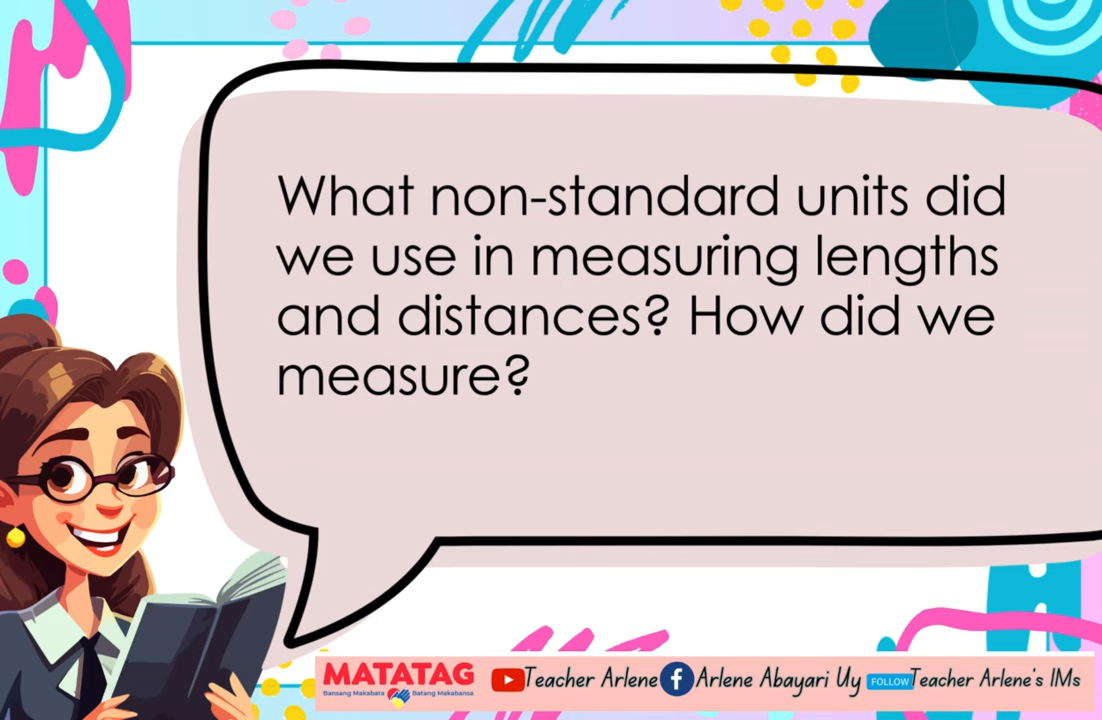 What non-standard units did
we use in measuring lengths
and distances? How did we
measure?
MATATAG
Bansang Makabata Batang Makabansa
Teacher Arlene
Arlene Abayari Uy
FOLLOW
Teacher Arlene's IMs